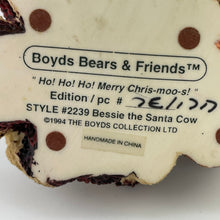 Boyds Bears & Friends™
" Ho! Ho! Ho! Merry Chris-moo-s! "
Edition / pc #
STYLE #2239 Bessie the Santa Cow
©1994 THE BOYDS COLLECTION LTD
HANDMADE IN CHINA